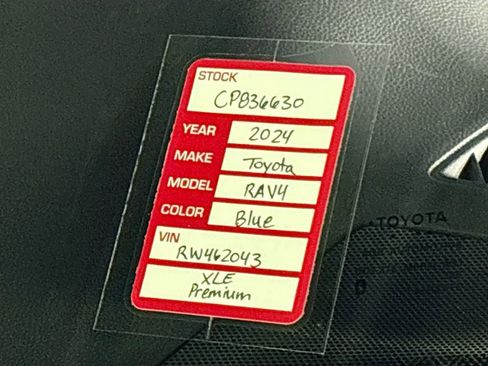 STOCK
CP836630
YEAR 2024
MAKE Toyota
MODEL RAV4
COLOR Blue
VIN
RW462043
XLE
Premium
TOYOTA